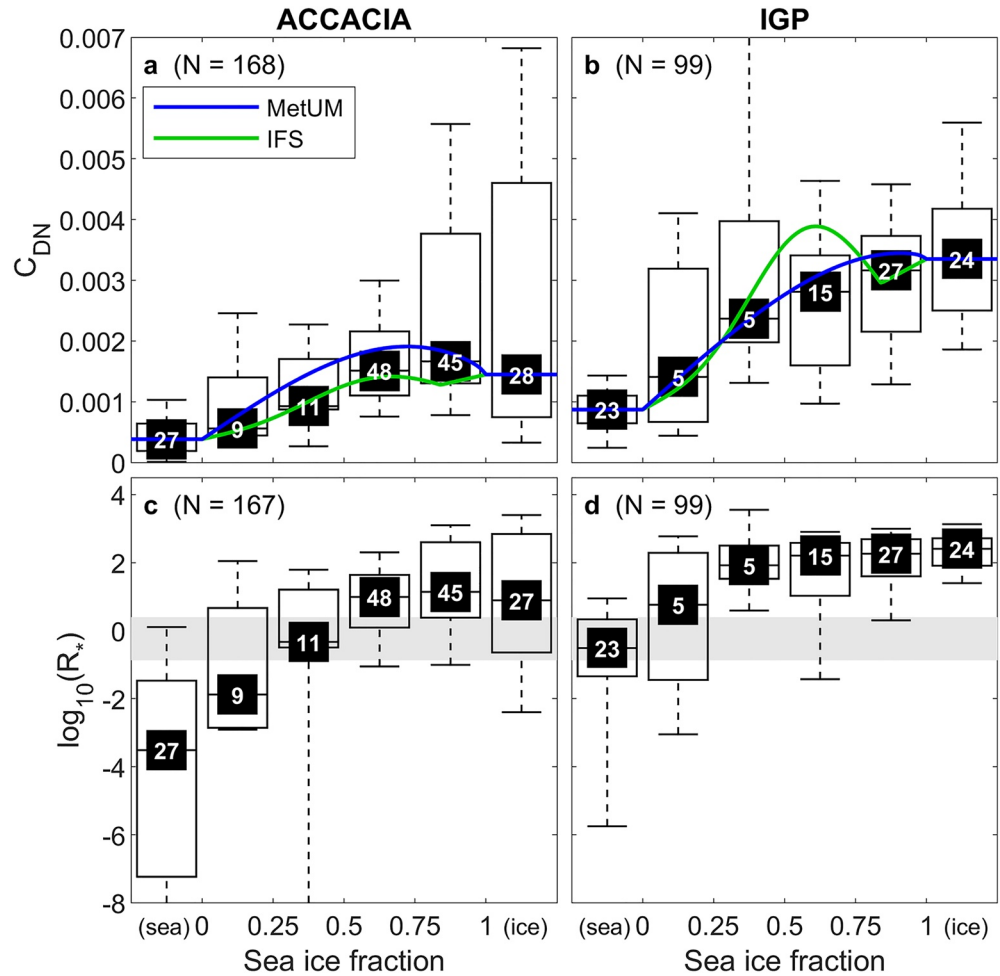 ACCACIA
IGP
a (N = 168)
MetUM
IFS
b (N = 99)
0.007
0.006
0.005
0.004
0.003
0.002
0.001
0
C_DN
27
9
11
48
45
28
23
5
5
15
27
24
c (N = 167)
d (N = 99)
4
2
0
-2
-4
-6
-8
log10(R*)
27
9
11
48
45
27
23
5
5
15
27
24
(sea) 0 0.25 0.5 0.75 1 (ice)
(sea) 0 0.25 0.5 0.75 1 (ice)
Sea ice fraction
Sea ice fraction